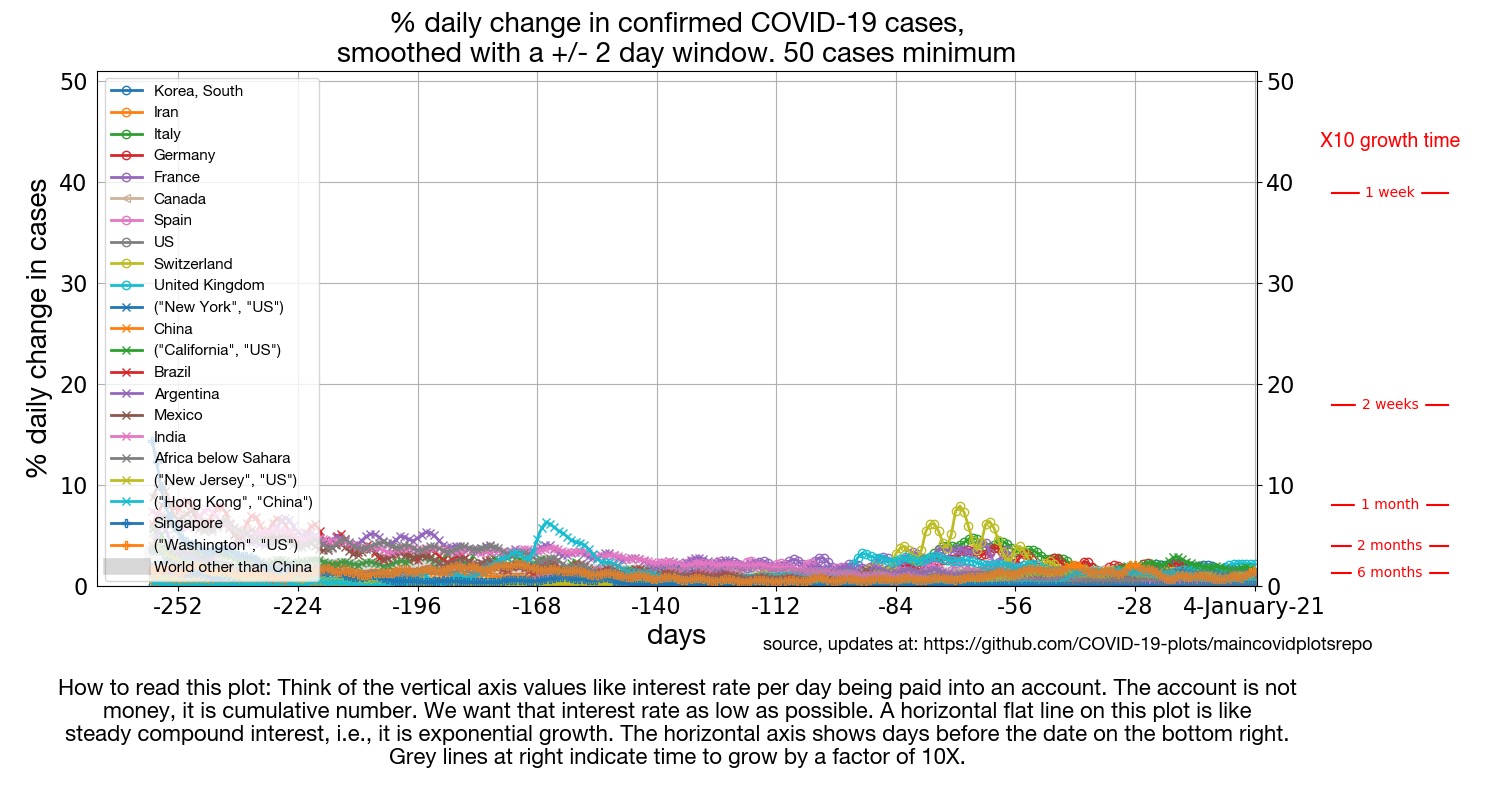 % daily change in confirmed COVID-19 cases,
smoothed with a +/- 2 day window. 50 cases minimum
% daily change in cases
50
40
30
20
10
0
Korea, South
Iran
Italy
Germany
France
Canada
Spain
US
Switzerland
United Kingdom
("New York", "US")
China
("California", "US")
Brazil
Argentina
Mexico
India
Africa below Sahara
("New Jersey", "US")
("Hong Kong", "China")
Singapore
("Washington", "US")
World other than China
50
40
30
20
10
0
X10 growth time
1 week
2 weeks
1 month
2 months
6 months
-252 -224 -196 -168 -140 -112 -84 -56 -28 4-January-21
days
source, updates at: https://github.com/COVID-19-plots/maincovidplotsrepo
How to read this plot: Think of the vertical axis values like interest rate per day being paid into an account. The account is not
money, it is cumulative number. We want that interest rate as low as possible. A horizontal flat line on this plot is like
steady compound interest, i.e., it is exponential growth. The horizontal axis shows days before the date on the bottom right.
Grey lines at right indicate time to grow by a factor of 10X.